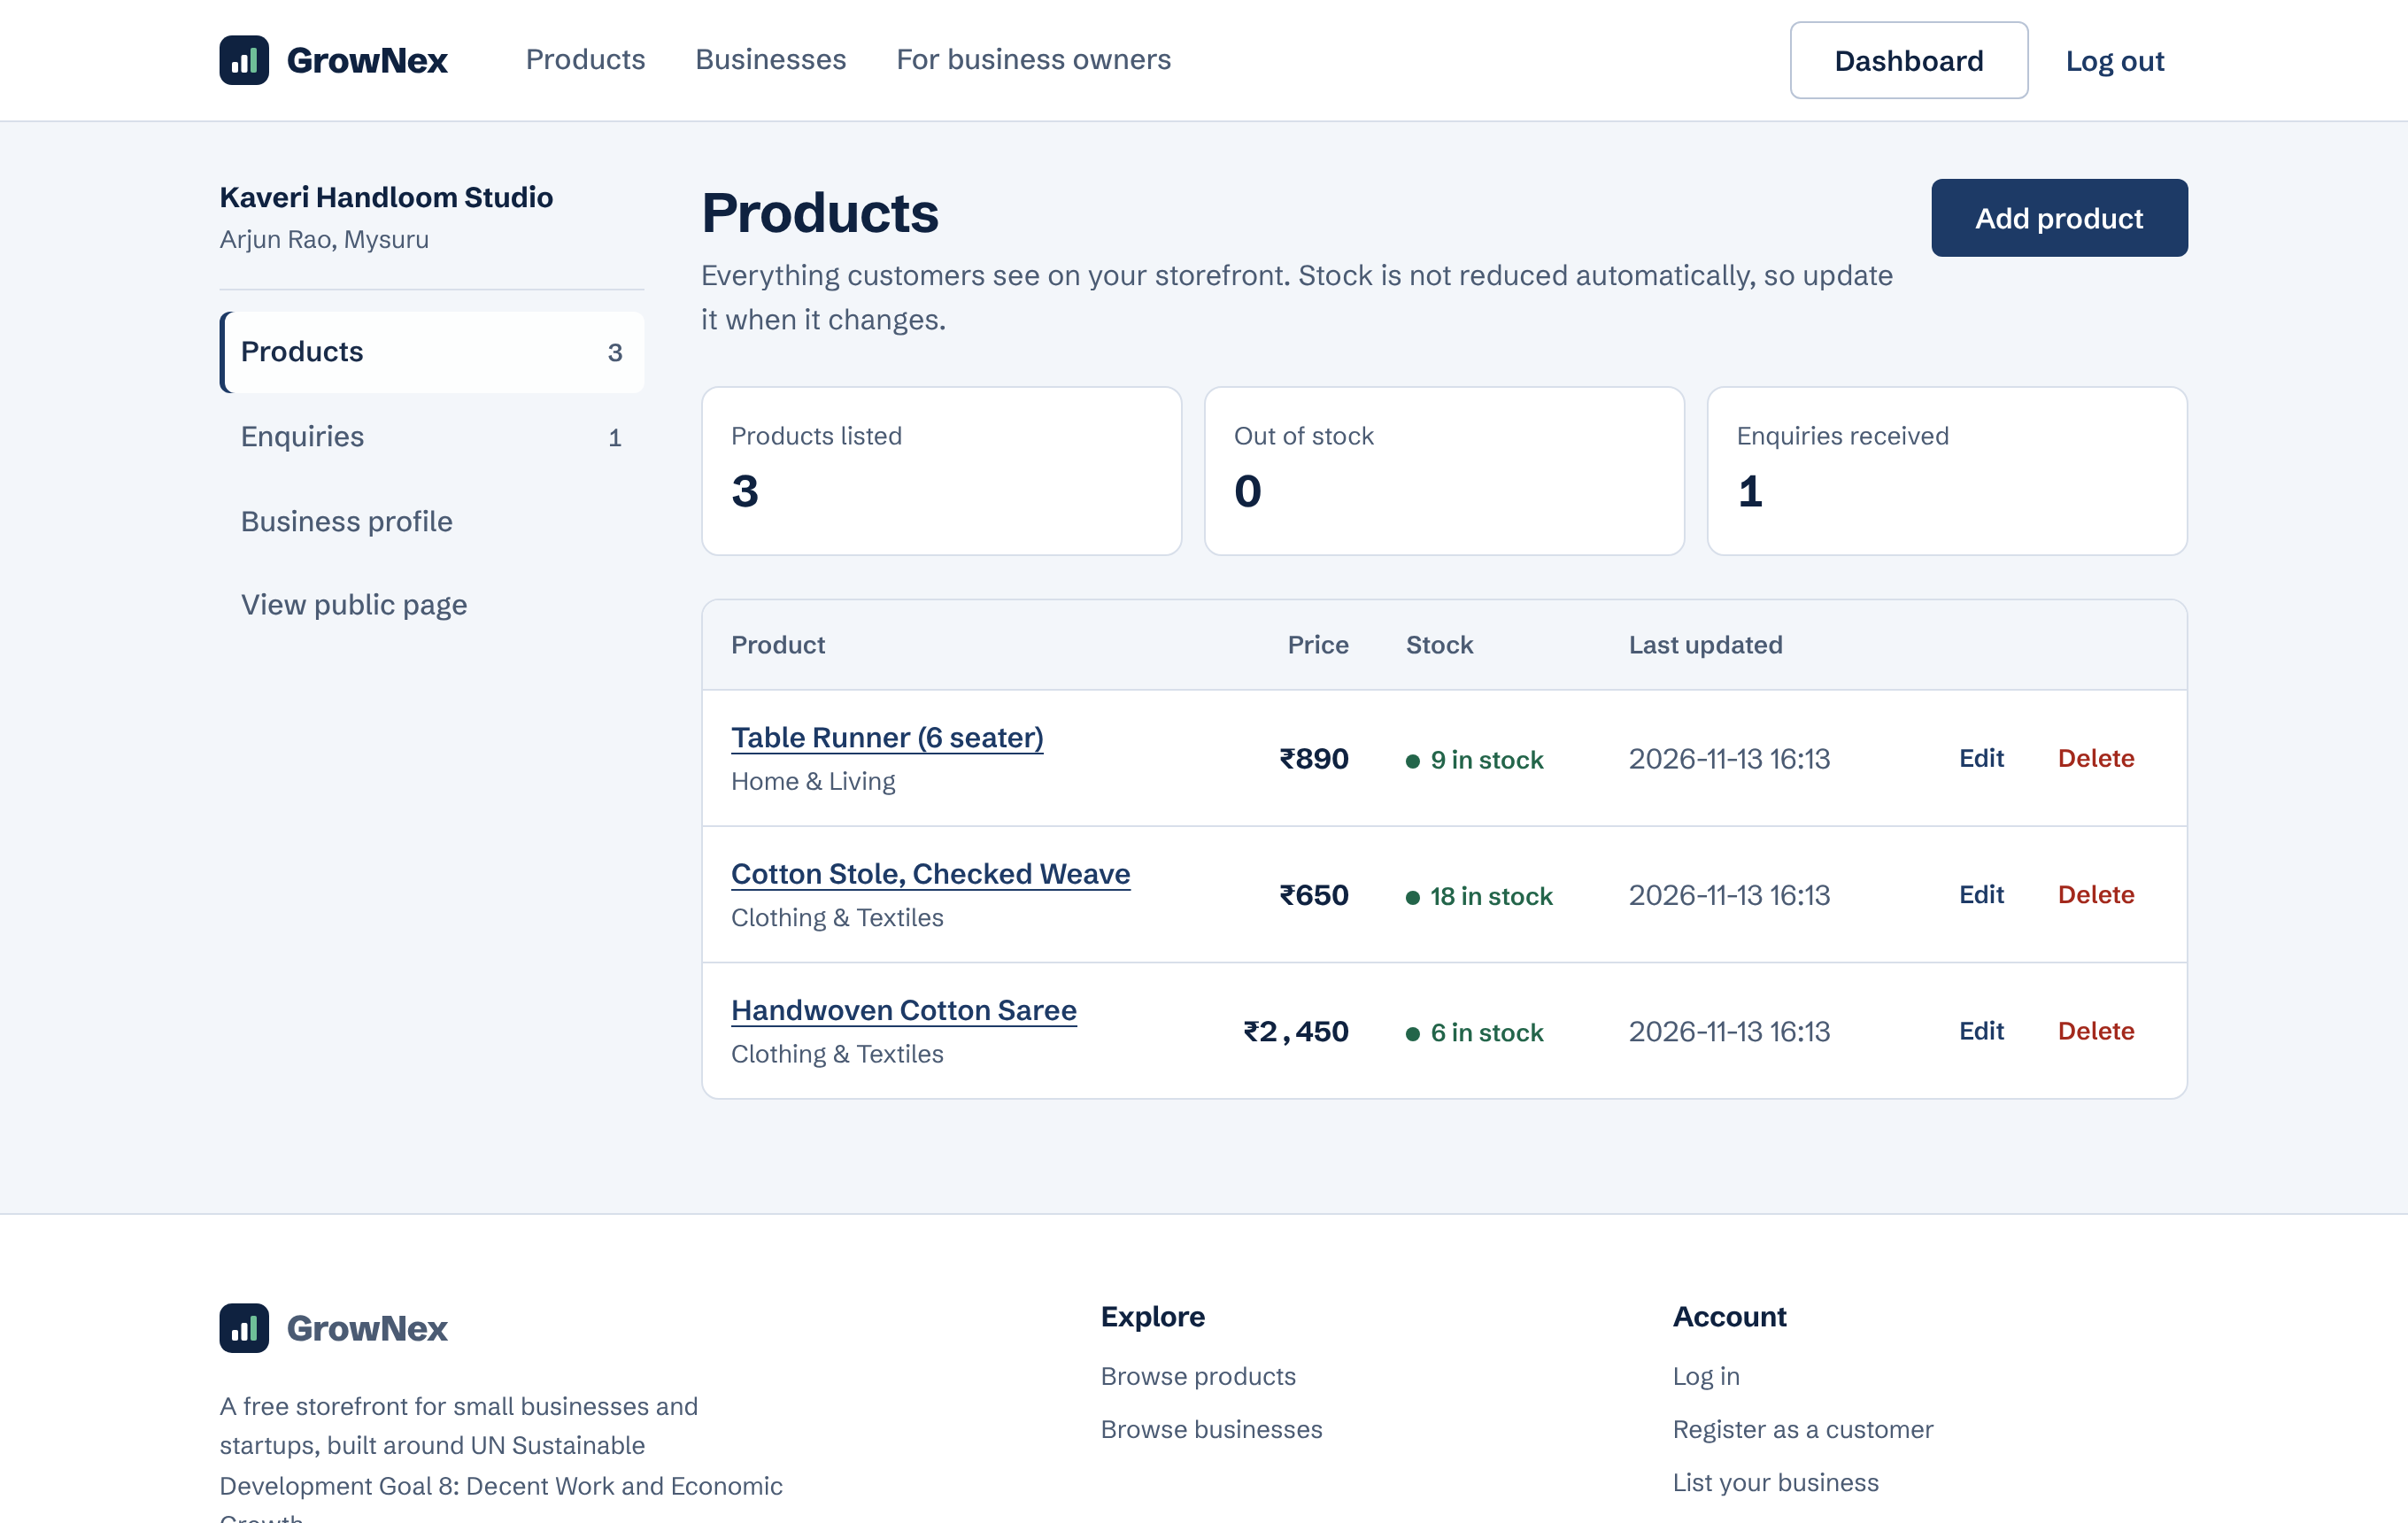 GrowNex
Products
Businesses
For business owners
Dashboard
Log out
Kaveri Handloom Studio
Arjun Rao, Mysuru
Products 3
Enquiries 1
Business profile
View public page
Products
Add product
Everything customers see on your storefront. Stock is not reduced automatically, so update
it when it changes.
Products listed
3
Out of stock
0
Enquiries received
1
Product Price Stock Last updated
Table Runner (6 seater)
Home & Living
₹890 9 in stock 2026-11-13 16:13 Edit Delete
Cotton Stole, Checked Weave
Clothing & Textiles
₹650 18 in stock 2026-11-13 16:13 Edit Delete
Handwoven Cotton Saree
Clothing & Textiles
₹2,450 6 in stock 2026-11-13 16:13 Edit Delete
GrowNex
A free storefront for small businesses and
startups, built around UN Sustainable
Development Goal 8: Decent Work and Economic
Growth
Explore
Browse products
Browse businesses
Account
Log in
Register as a customer
List your business